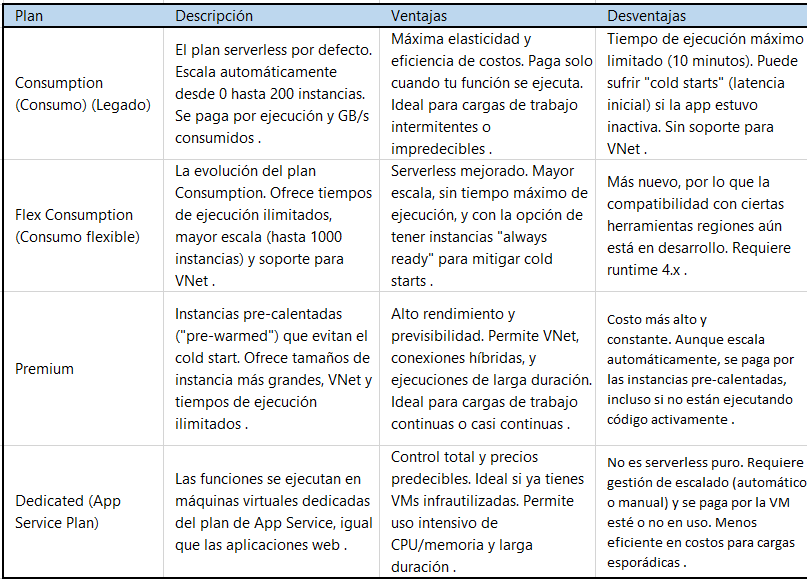 Plan
Descripción
Ventajas
Desventajas
Consumption
(Consumo) (Legado)
El plan serverless por defecto.
Escala automáticamente
desde 0 hasta 200 instancias.
Se paga por ejecución y GB/s
consumidos .
Máxima elasticidad y
eficiencia de costos. Paga solo
cuando tu función se ejecuta.
Ideal para cargas de trabajo
intermitentes o
impredecibles .
Tiempo de ejecución máximo
limitado (10 minutos). Puede
sufrir "cold starts" (latencia
inicial) si la app estuvo
inactiva. Sin soporte para
VNet .
Flex Consumption
(Consumo flexible)
La evolución del plan
Consumption. Ofrece tiempos
de ejecución ilimitados,
mayor escala (hasta 1000
instancias) y soporte para
VNet .
Serverless mejorado. Mayor
escala, sin tiempo máximo de
ejecución, y con la opción de
tener instancias "always
ready" para mitigar cold
starts .
Más nuevo, por lo que la
compatibilidad con ciertas
herramientas regiones aún
está en desarrollo. Requiere
runtime 4.x .
Premium
Instancias pre-calentadas
("pre-warmed") que evitan el
cold start. Ofrece tamaños de
instancia más grandes, VNet y
tiempos de ejecución
ilimitados .
Alto rendimiento y
previsibilidad. Permite VNet,
conexiones híbridas, y
ejecuciones de larga duración.
Ideal para cargas de trabajo
continuas o casi continuas .
Costo más alto y
constante. Aunque escala
automáticamente, se paga por
las instancias pre-calentadas,
incluso si no están ejecutando
código activamente .
Dedicated (App
Service Plan)
Las funciones se ejecutan en
máquinas virtuales dedicadas
del plan de App Service, igual
que las aplicaciones web .
Control total y precios
predecibles. Ideal si ya tienes
VMs infrautilizadas. Permite
uso intensivo de
CPU/memoria y larga
duración .
No es serverless puro. Requiere
gestión de escalado (automático
o manual) y se paga por la VM
esté o no en uso. Menos
eficiente en costos para cargas
esporádicas .